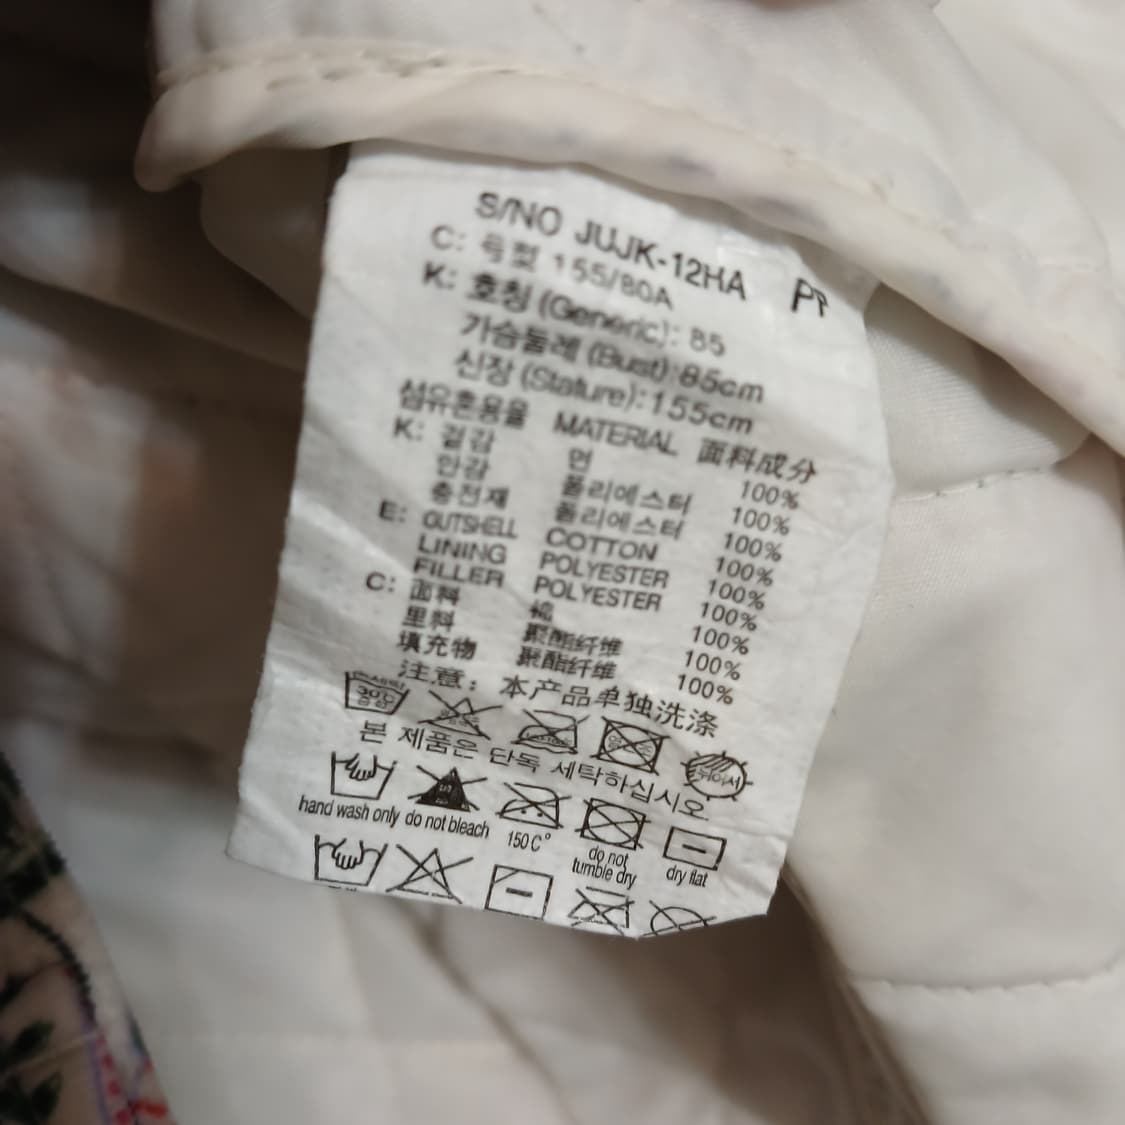 S/NO JUJK-12HA PP
C: 号型 155/80A
K: 호칭 (Generic): 85
가슴둘레 (Bust): 85cm
신장 (Stature): 155cm
섬유혼용율 MATERIAL 面料成分
K: 겉감 면 100%
안감 폴리에스터 100%
충전재 폴리에스터 100%
E: OUTSHELL COTTON 100%
LINING POLYESTER 100%
FILLER POLYESTER 100%
C: 面料 棉 100%
里料 聚酯纤维 100%
填充物 聚酯纤维 100%
注意: 本产品单独洗涤
본 제품은 단독 세탁하십시오.
hand wash only do not bleach 150C° do not tumble dry dry flat